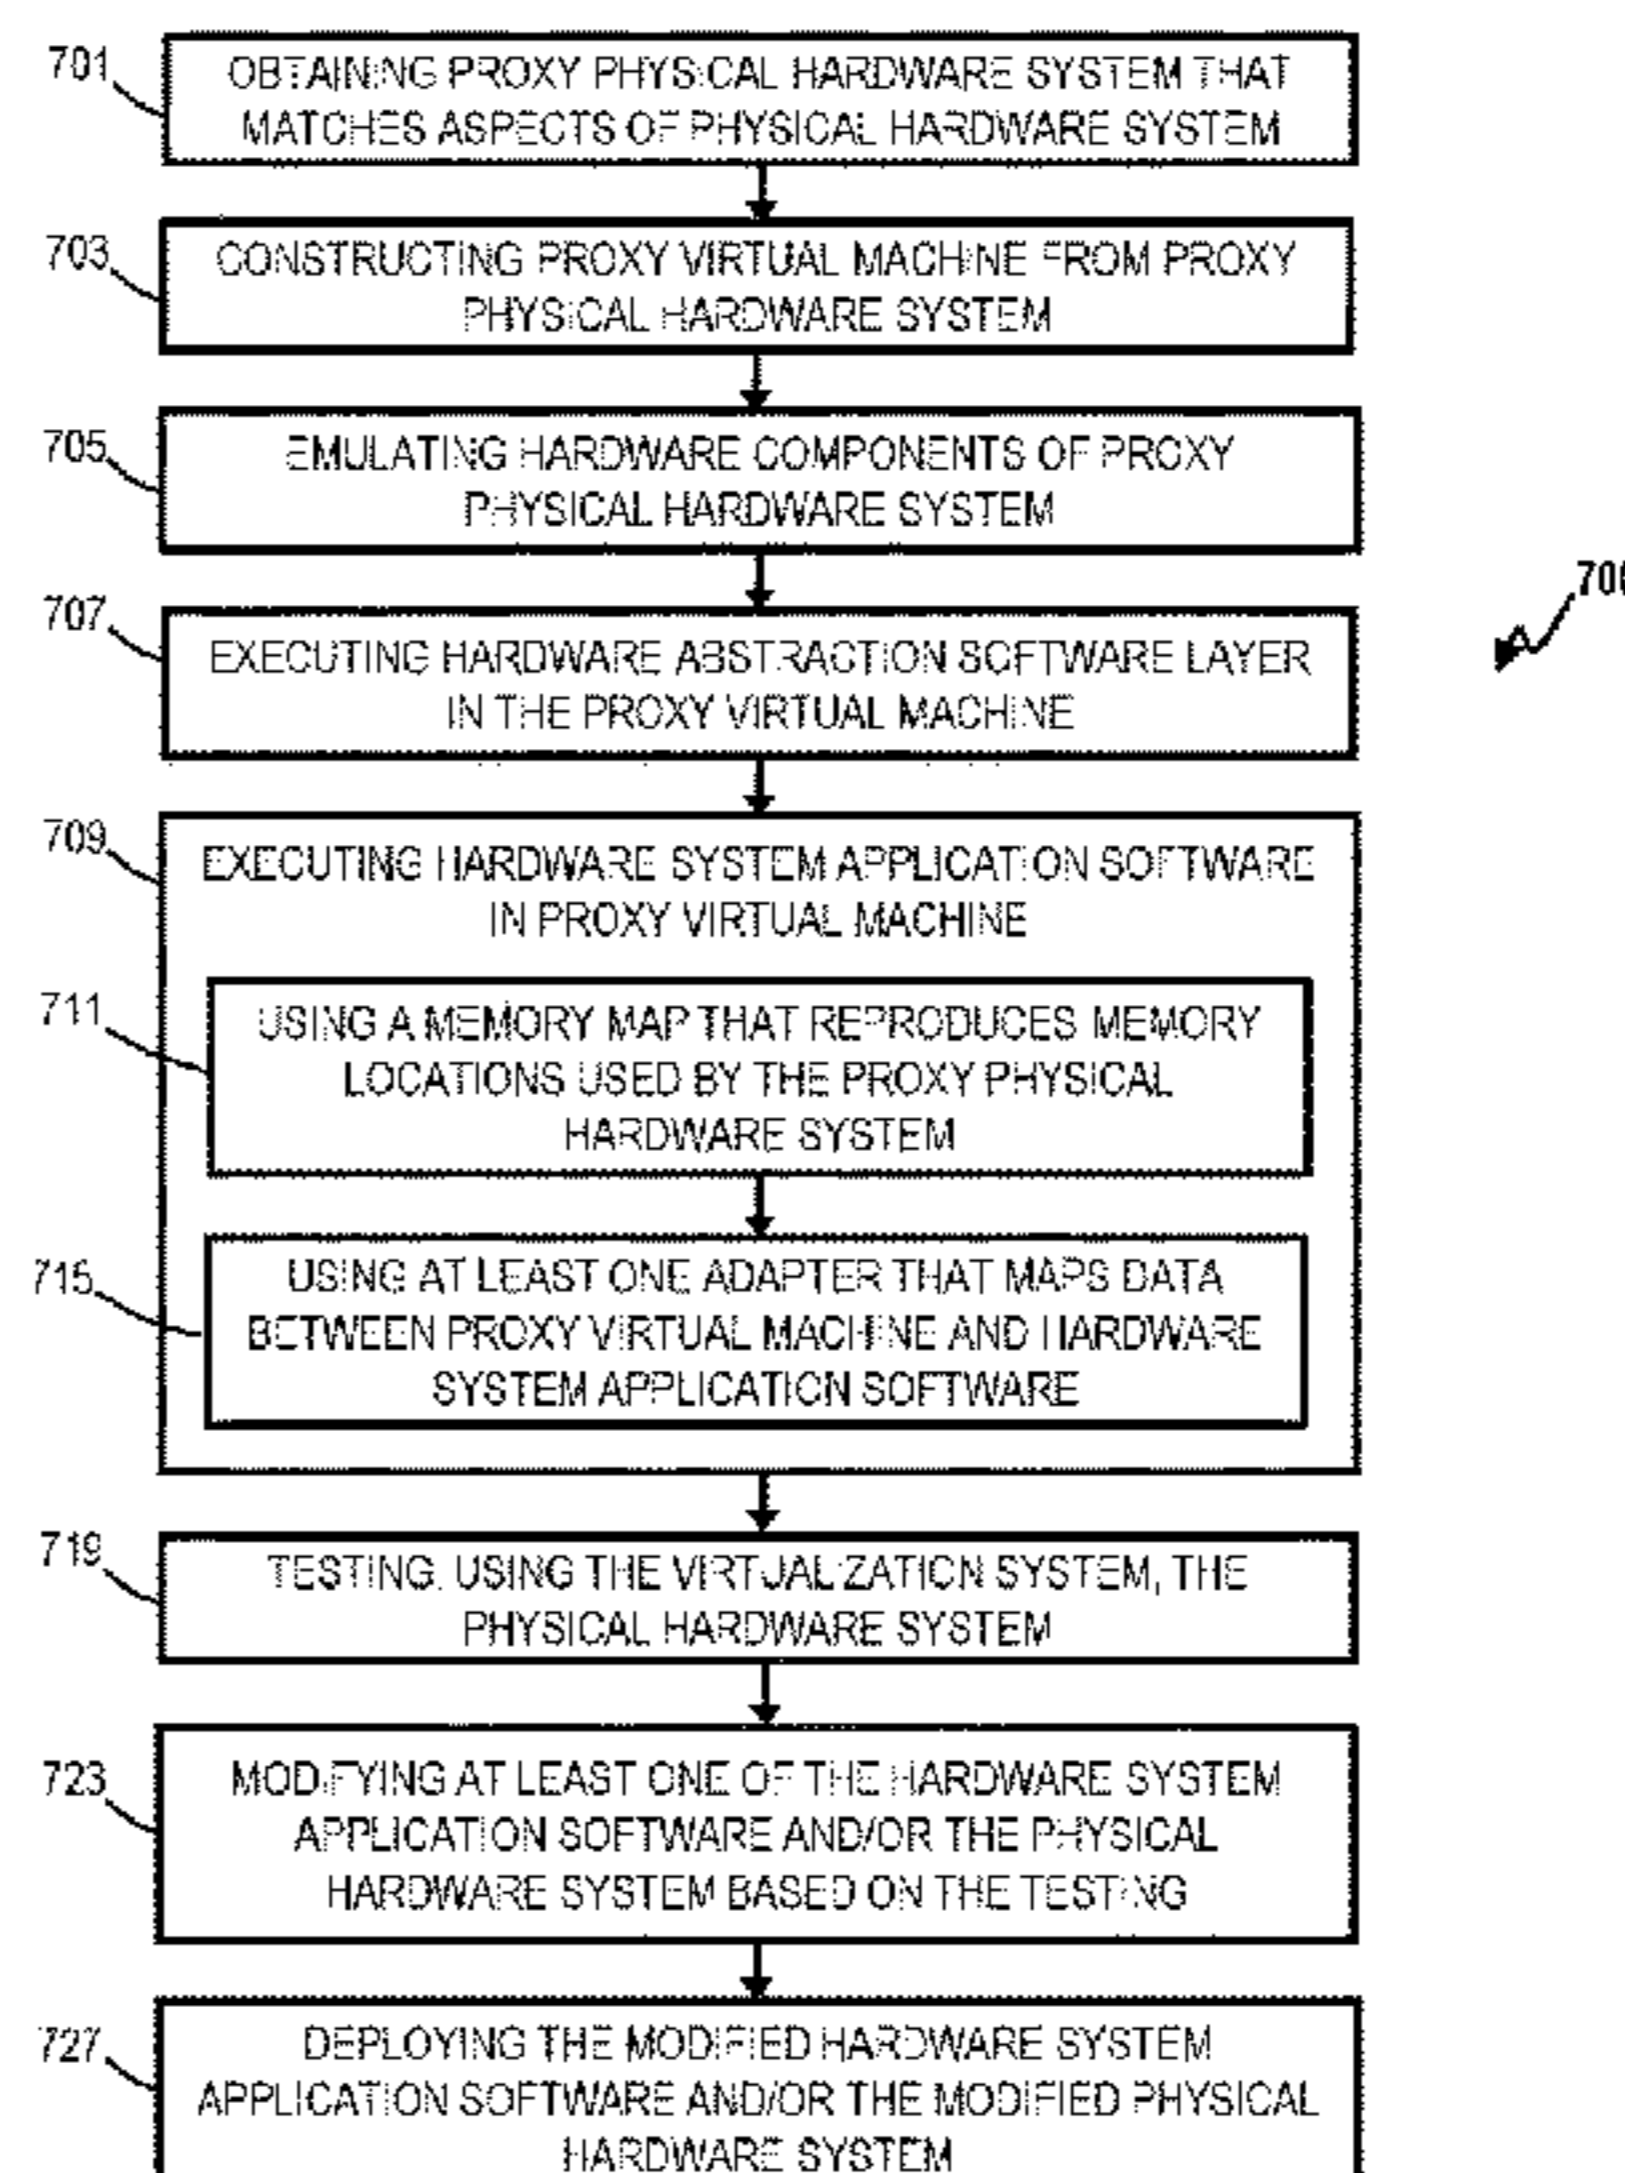 701
OBTAINING PROXY PHYSICAL HARDWARE SYSTEM THAT
MATCHES ASPECTS OF PHYSICAL HARDWARE SYSTEM
703
CONSTRUCTING PROXY VIRTUAL MACHINE FROM PROXY
PHYSICAL HARDWARE SYSTEM
705
EMULATING HARDWARE COMPONENTS OF PROXY
PHYSICAL HARDWARE SYSTEM
700
707
EXECUTING HARDWARE ABSTRACTION SOFTWARE LAYER
IN THE PROXY VIRTUAL MACHINE
709
EXECUTING HARDWARE SYSTEM APPLICATION SOFTWARE
IN PROXY VIRTUAL MACHINE
711
USING A MEMORY MAP THAT REPRODUCES MEMORY
LOCATIONS USED BY THE PROXY PHYSICAL
HARDWARE SYSTEM
715
USING AT LEAST ONE ADAPTER THAT MAPS DATA
BETWEEN PROXY VIRTUAL MACHINE AND HARDWARE
SYSTEM APPLICATION SOFTWARE
719
TESTING, USING THE VIRTUALIZATION SYSTEM, THE
PHYSICAL HARDWARE SYSTEM
723
MODIFYING AT LEAST ONE OF THE HARDWARE SYSTEM
APPLICATION SOFTWARE AND/OR THE PHYSICAL
HARDWARE SYSTEM BASED ON THE TESTING
727
DEPLOYING THE MODIFIED HARDWARE SYSTEM
APPLICATION SOFTWARE AND/OR THE MODIFIED PHYSICAL
HARDWARE SYSTEM